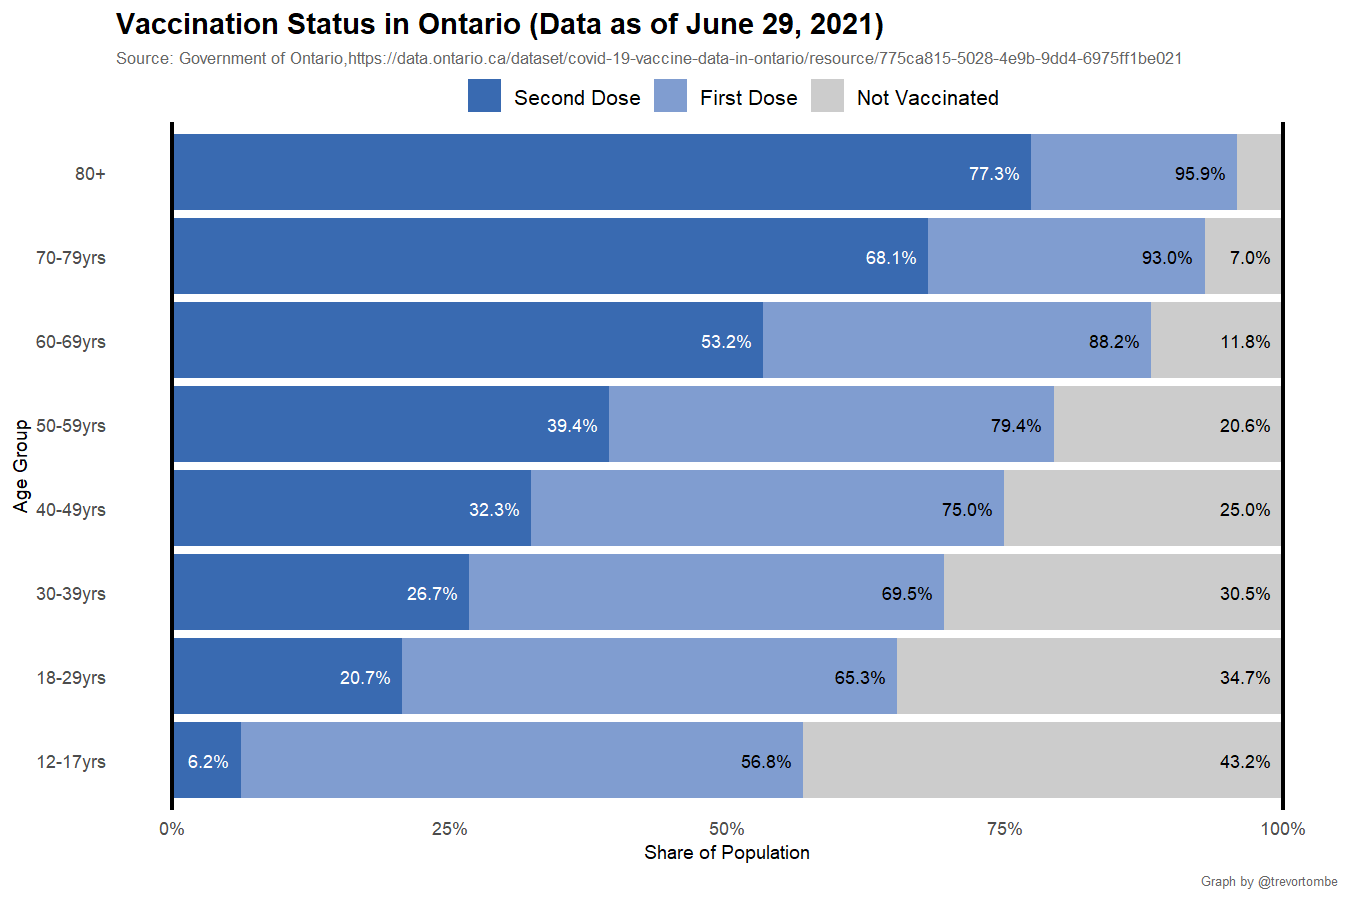 Vaccination Status in Ontario (Data as of June 29, 2021)
Source: Government of Ontario,https://data.ontario.ca/dataset/covid-19-vaccine-data-in-ontario/resource/775ca815-5028-4e9b-9dd4-6975ff1be021
Second Dose First Dose Not Vaccinated
80+ 77.3% 95.9%
70-79yrs 68.1% 93.0% 7.0%
60-69yrs 53.2% 88.2% 11.8%
50-59yrs 39.4% 79.4% 20.6%
40-49yrs 32.3% 75.0% 25.0%
30-39yrs 26.7% 69.5% 30.5%
18-29yrs 20.7% 65.3% 34.7%
12-17yrs 6.2% 56.8% 43.2%
Age Group
0% 25% 50% 75% 100%
Share of Population
Graph by @trevortombe